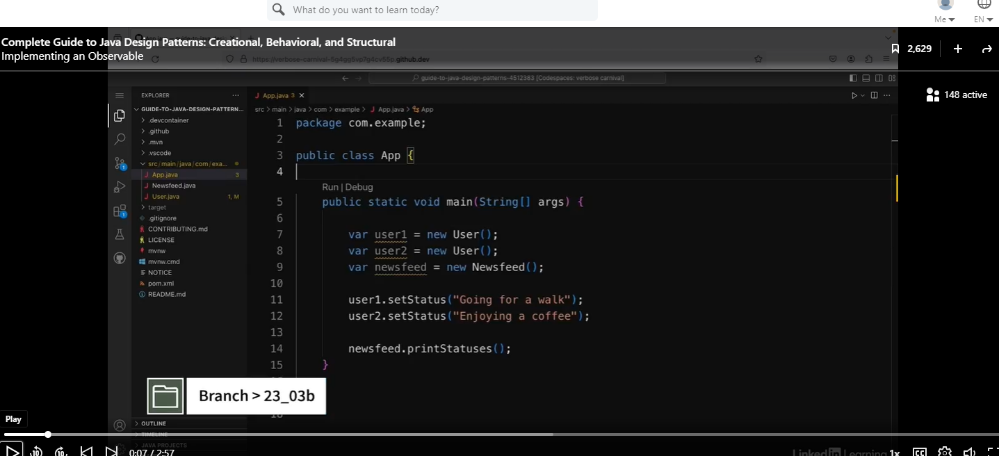 What do you want to learn today?
Me
EN
Complete Guide to Java Design Patterns: Creational, Behavioral, and Structural
Implementing an Observable
2,629
https://verbose-carnival-5g4gg5vp7g4cv55p.github.dev
guide-to-java-design-patterns-4512383 [Codespaces: verbose carnival]
148 active
EXPLORER
GUIDE-TO-JAVA-DESIGN-PATTERN...
.devcontainer
.github
.mvn
.vscode
src/main/java/com/exa...
App.java 3
Newsfeed.java
User.java 1, M
target
.gitignore
CONTRIBUTING.md
LICENSE
mvnw
mvnw.cmd
NOTICE
pom.xml
README.md
OUTLINE
TIMELINE
JAVA PROJECTS
App.java 3
src > main > java > com > example > App.java > App
1 package com.example;
2
3 public class App {
4
Run | Debug
5 public static void main(String[] args) {
6
7 var user1 = new User();
8 var user2 = new User();
9 var newsfeed = new Newsfeed();
10
11 user1.setStatus("Going for a walk");
12 user2.setStatus("Enjoying a coffee");
13
14 newsfeed.printStatuses();
15 }
Branch > 23_03b
Play
0:07 / 2:57
LinkedIn Learning
1x
CC